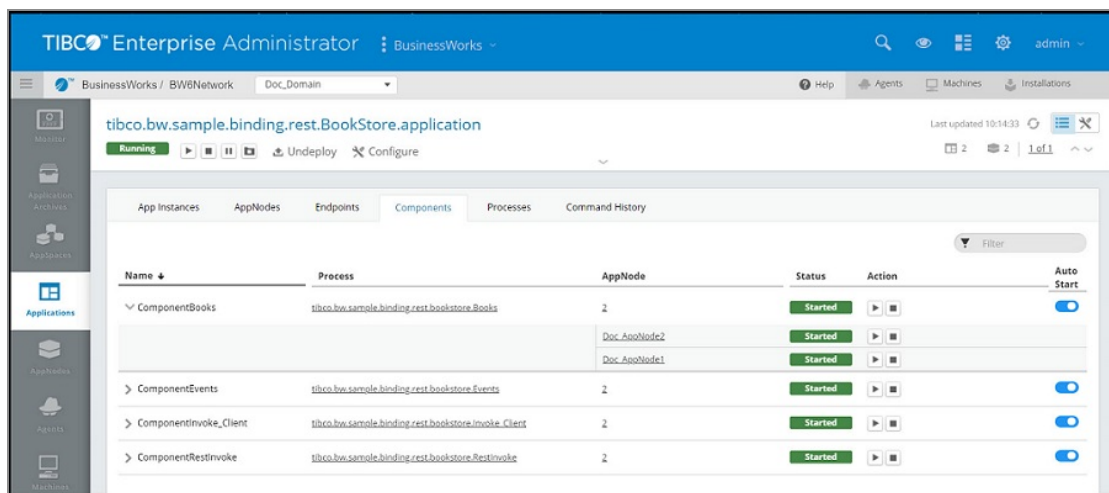 TIBCO™ Enterprise Administrator BusinessWorks admin
BusinessWorks / BW6Network Doc_Domain Help Agents Machines Installations
Monitor
tibco.bw.sample.binding.rest.BookStore.application Last updated 10:14:33
Running Undeploy Configure 2 2 1 of 1
Application
Archives
App Instances AppNodes Endpoints Components Processes Command History
AppSpaces
Filter
Name Process AppNode Status Action Auto
Start
Applications
ComponentBooks tibco.bw.sample.binding.rest.bookstore.Books 2 Started
Doc_AppNode2 Started
AppNodes
Doc_AppNode1 Started
ComponentEvents tibco.bw.sample.binding.rest.bookstore.Events 2 Started
Agents
ComponentInvoke_Client tibco.bw.sample.binding.rest.bookstore.Invoke_Client 2 Started
ComponentRestInvoke tibco.bw.sample.binding.rest.bookstore.RestInvoke 2 Started
Machines